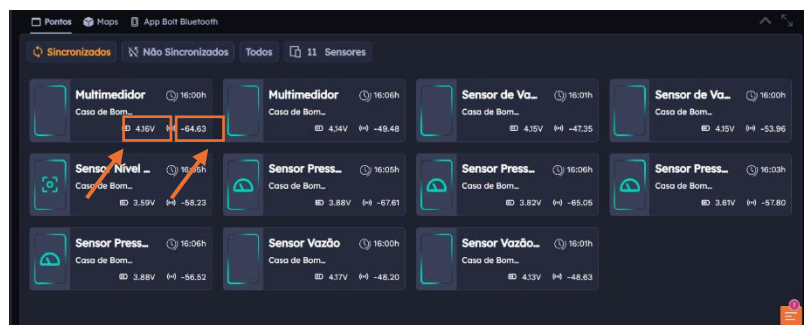 Pontos Maps App Bolt Bluetooth
Sincronizados Não Sincronizados Todos 11 Sensores
Multimedidor 16:00h
Casa de Bom...
4.16V -64.63
Multimedidor 16:06h
Casa de Bom...
4.14V -49.48
Sensor de Va... 16:01h
Casa de Bom...
4.15V -47.35
Sensor de Va... 16:00h
Casa de Bom...
4.15V -53.96
Sensor Nível ... 16:05h
Casa de Bom...
3.59V -58.23
Sensor Press... 16:05h
Casa de Bom...
3.88V -67.61
Sensor Press... 16:06h
Casa de Bom...
3.82V -65.05
Sensor Press... 16:03h
Casa de Bom...
3.61V -57.80
Sensor Press... 16:06h
Casa de Bom...
3.88V -56.52
Sensor Vazão 16:00h
Casa de Bom...
4.17V -48.20
Sensor Vazão... 16:01h
Casa de Bom...
4.13V -48.63
1